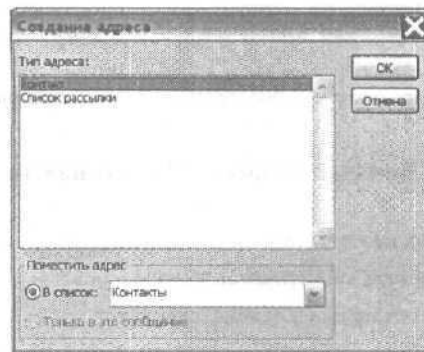 Создание адреса
Тип адреса:
Контакт
Список рассылки
OK
Отмена
Поместить адрес
В список: Контакты
Только в это сообщение